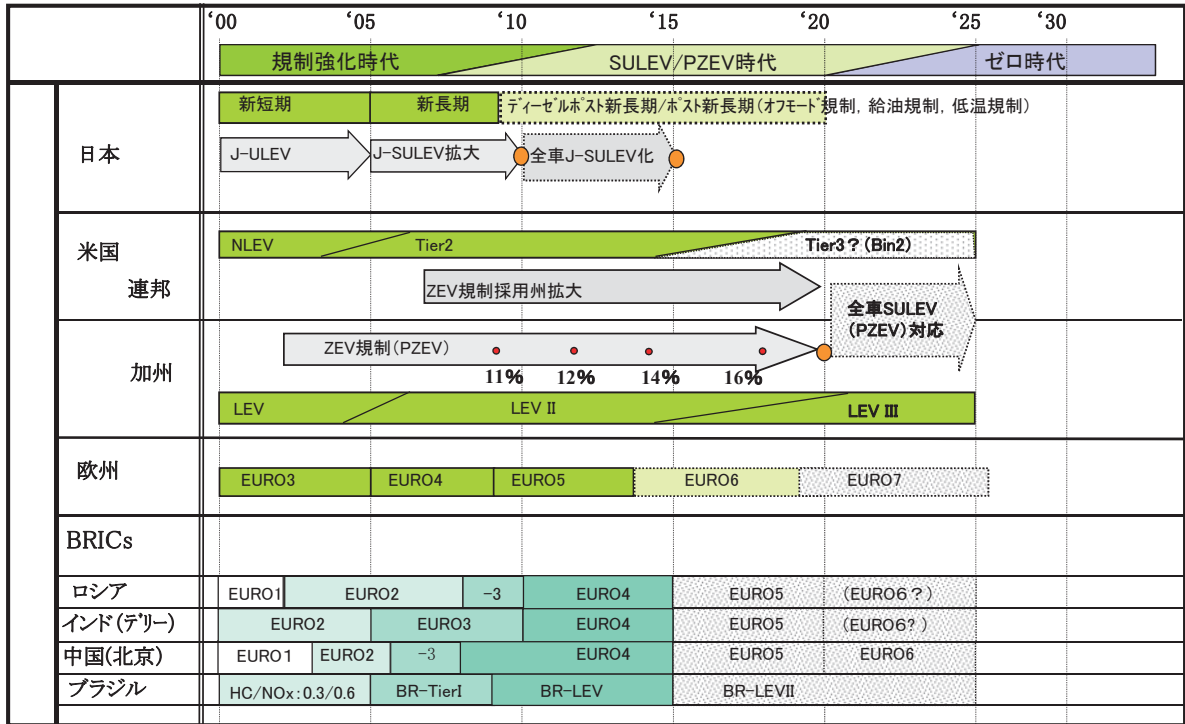 ‘00 ‘05 ‘10 ‘15 ‘20 ‘25 ‘30
規制強化時代 SULEV/PZEV時代 ゼロ時代
日本
新短期 新長期 ディーゼルポスト新長期/ポスト新長期(オフモード規制, 給油規制, 低温規制)
J-ULEV J-SULEV拡大 全車J-SULEV化
米国
連邦
NLEV Tier2 Tier3?(Bin2)
ZEV規制採用州拡大
全車SULEV
(PZEV)対応
加州
ZEV規制(PZEV)
11% 12% 14% 16%
LEV LEV II LEV III
欧州
EURO3 EURO4 EURO5 EURO6 EURO7
BRICs
ロシア EURO1 EURO2 -3 EURO4 EURO5 (EURO6?)
インド(デリー) EURO2 EURO3 EURO4 EURO5 (EURO6?)
中国(北京) EURO1 EURO2 -3 EURO4 EURO5 EURO6
ブラジル HC/NOx:0.3/0.6 BR-TierI BR-LEV BR-LEVII